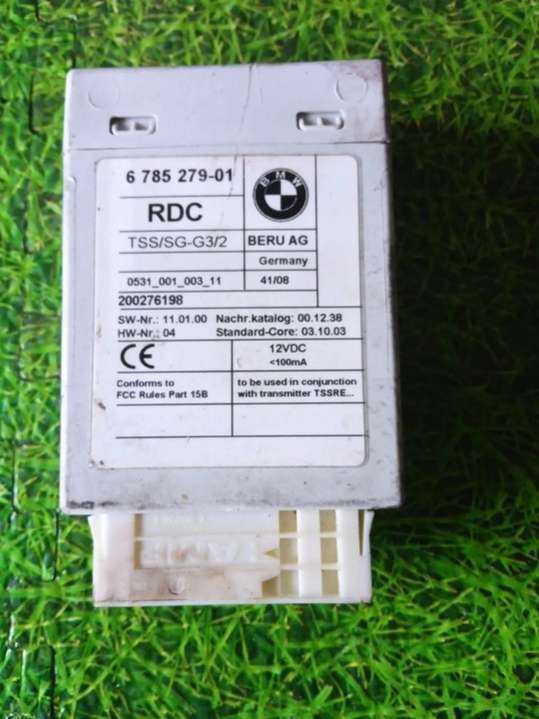 6 785 279-01
BMW
RDC
TSS/SG-G3/2
BERU AG
Germany
0531_001_003_11
41/08
200276198
SW-Nr.: 11.01.00 Nachr.katalog: 00.12.38
HW-Nr.: 04 Standard-Core: 03.10.03
CE
12VDC
<100mA
Conforms to
FCC Rules Part 15B
to be used in conjunction
with transmitter TSSRE...